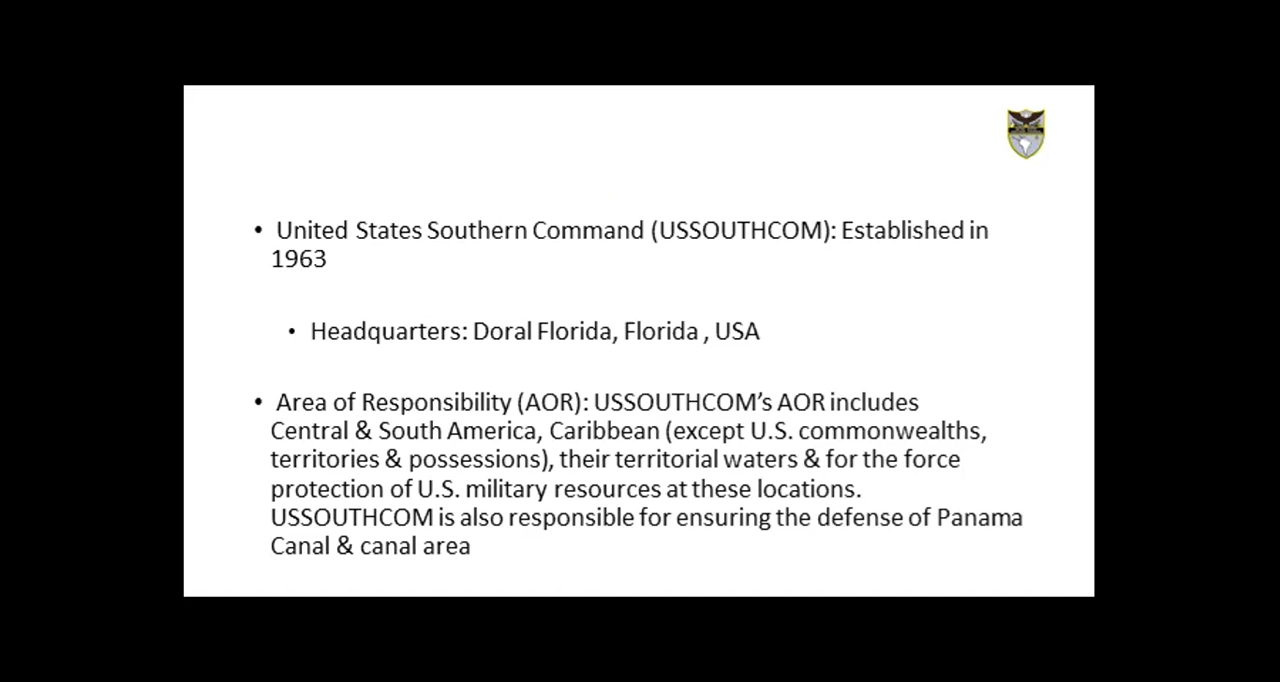 • United States Southern Command (USSOUTHCOM): Established in
1963
• Headquarters: Doral Florida, Florida , USA
• Area of Responsibility (AOR): USSOUTHCOM’s AOR includes
Central & South America, Caribbean (except U.S. commonwealths,
territories & possessions), their territorial waters & for the force
protection of U.S. military resources at these locations.
USSOUTHCOM is also responsible for ensuring the defense of Panama
Canal & canal area